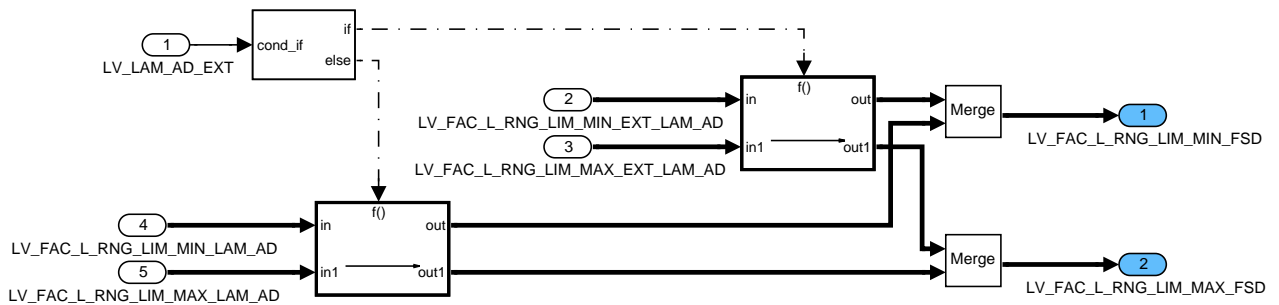 if
1
cond_if
LV_LAM_AD_EXT
else
f()
2
in
out
Merge
1
LV_FAC_L_RNG_LIM_MIN_EXT_LAM_AD
LV_FAC_L_RNG_LIM_MIN_FSD
3
in1
out1
LV_FAC_L_RNG_LIM_MAX_EXT_LAM_AD
f()
4
in
out
LV_FAC_L_RNG_LIM_MIN_LAM_AD
Merge
2
5
in1
out1
LV_FAC_L_RNG_LIM_MAX_FSD
LV_FAC_L_RNG_LIM_MAX_LAM_AD